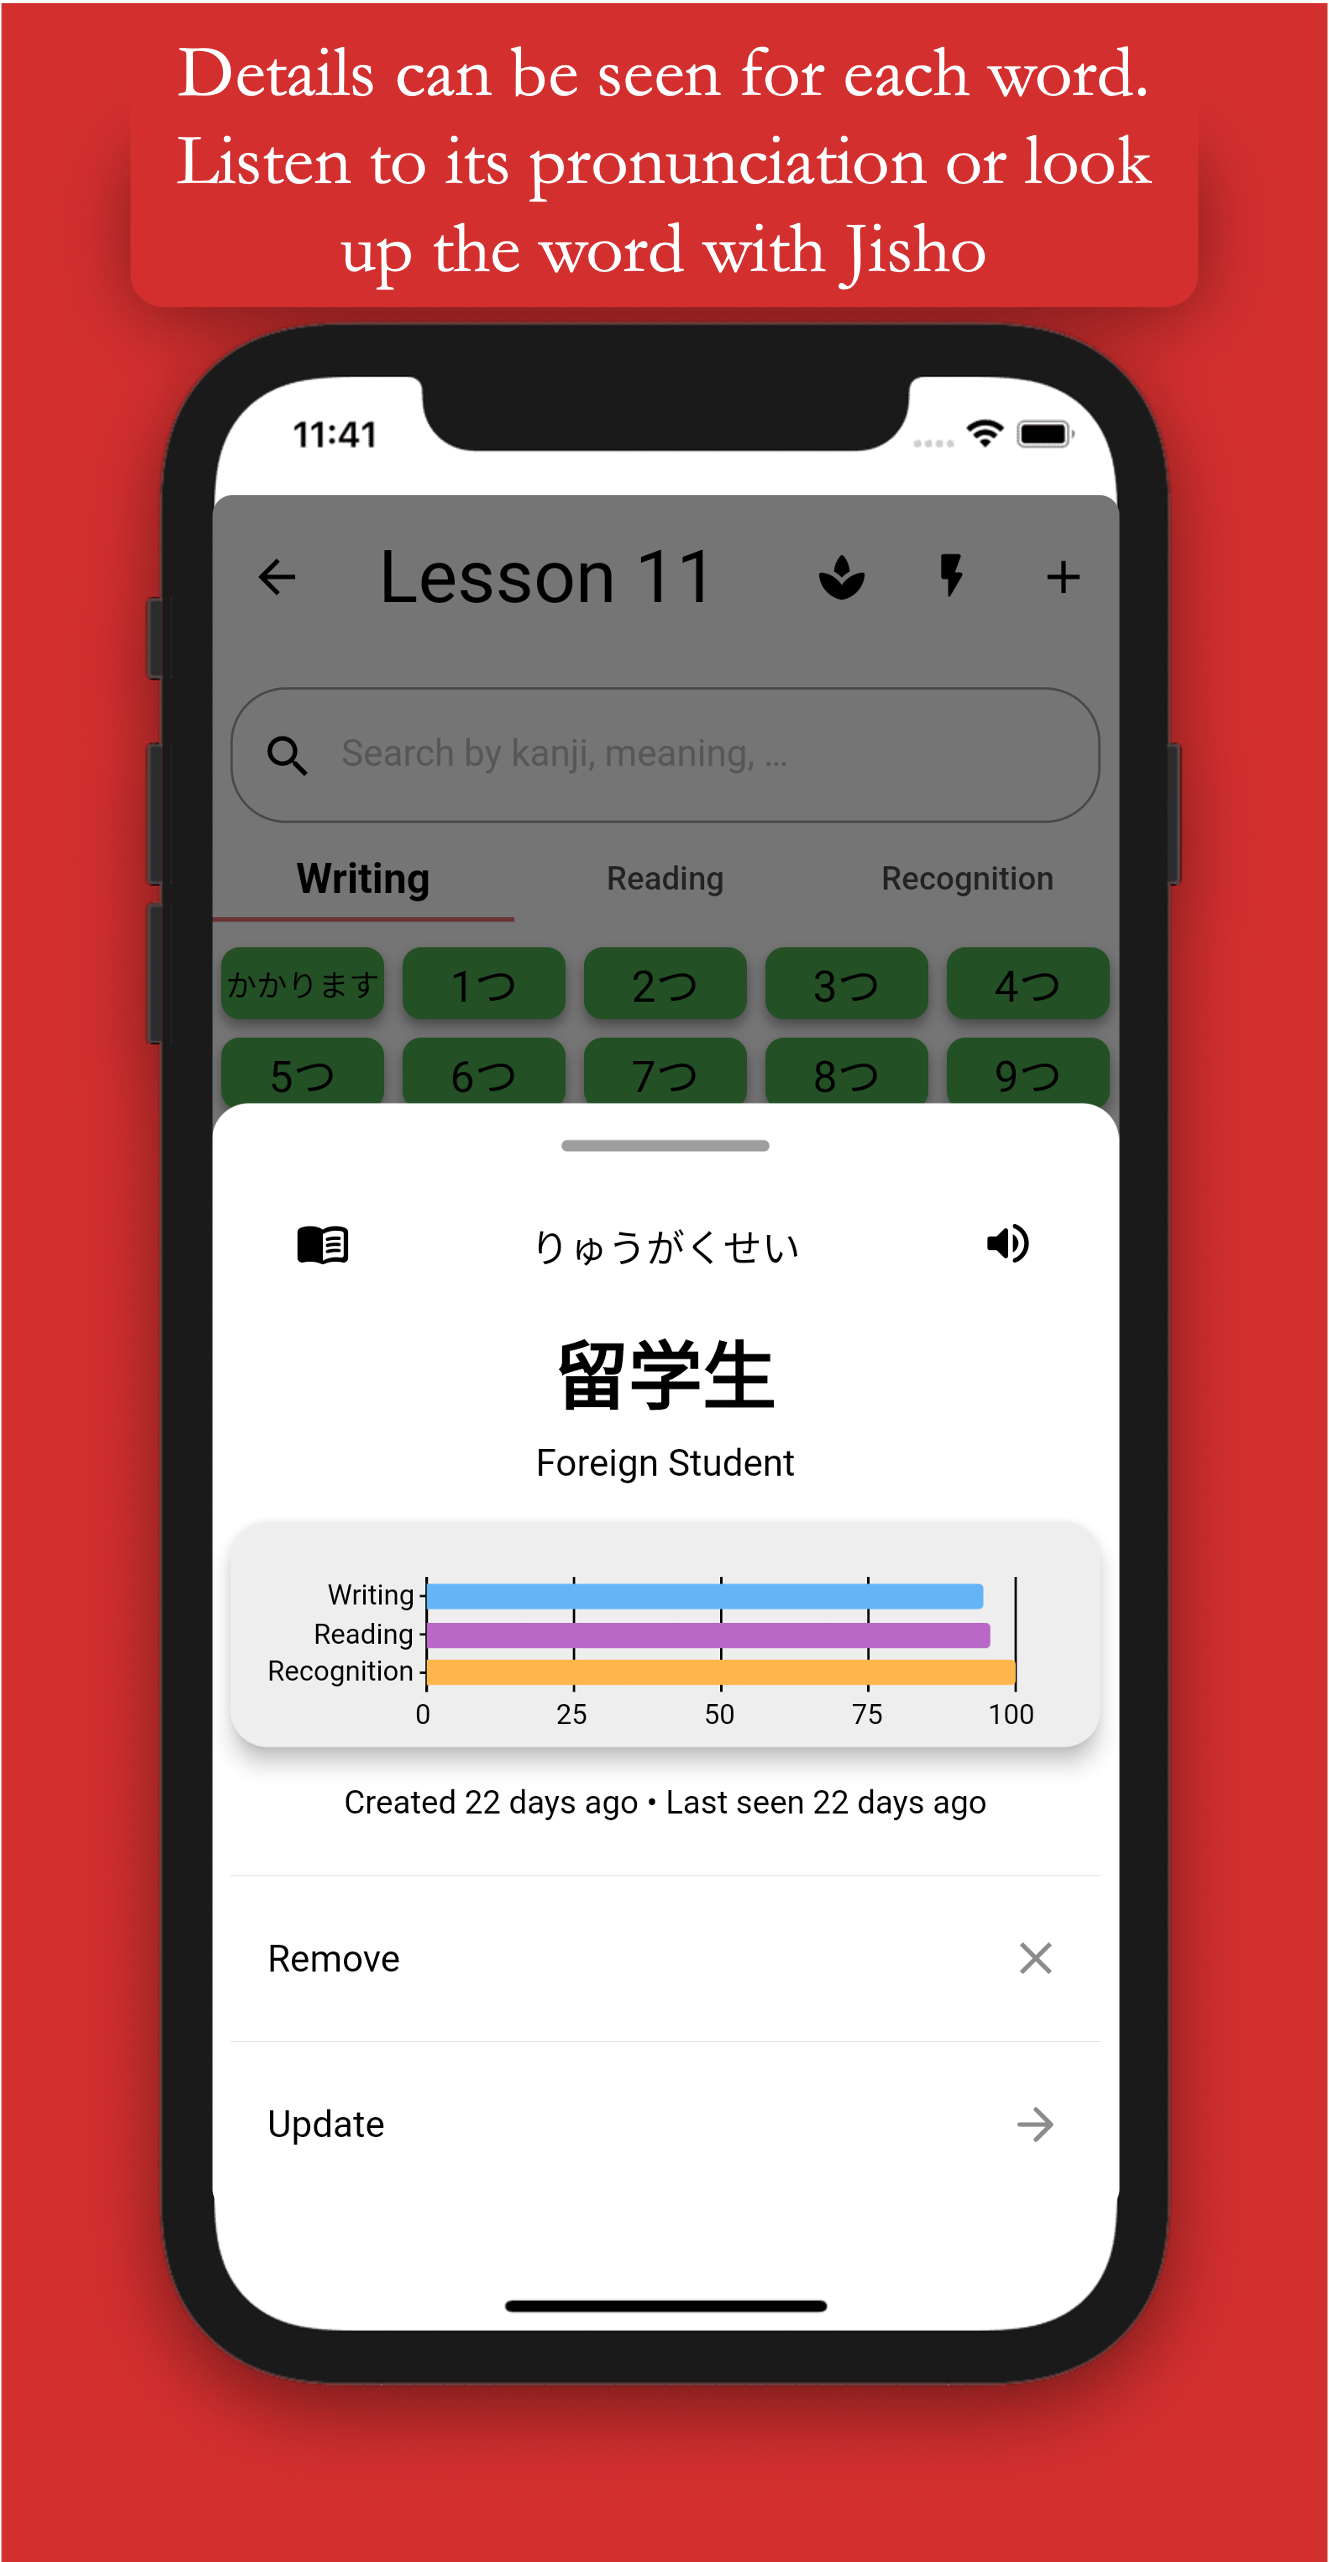 Details can be seen for each word.
Listen to its pronunciation or look
up the word with Jisho
11:41
Lesson 11
Search by kanji, meaning, ...
Writing Reading Recognition
かかります 1つ 2つ 3つ 4つ
5つ 6つ 7つ 8つ 9つ
りゅうがくせい
留学生
Foreign Student
Writing
Reading
Recognition
0 25 50 75 100
Created 22 days ago • Last seen 22 days ago
Remove
Update